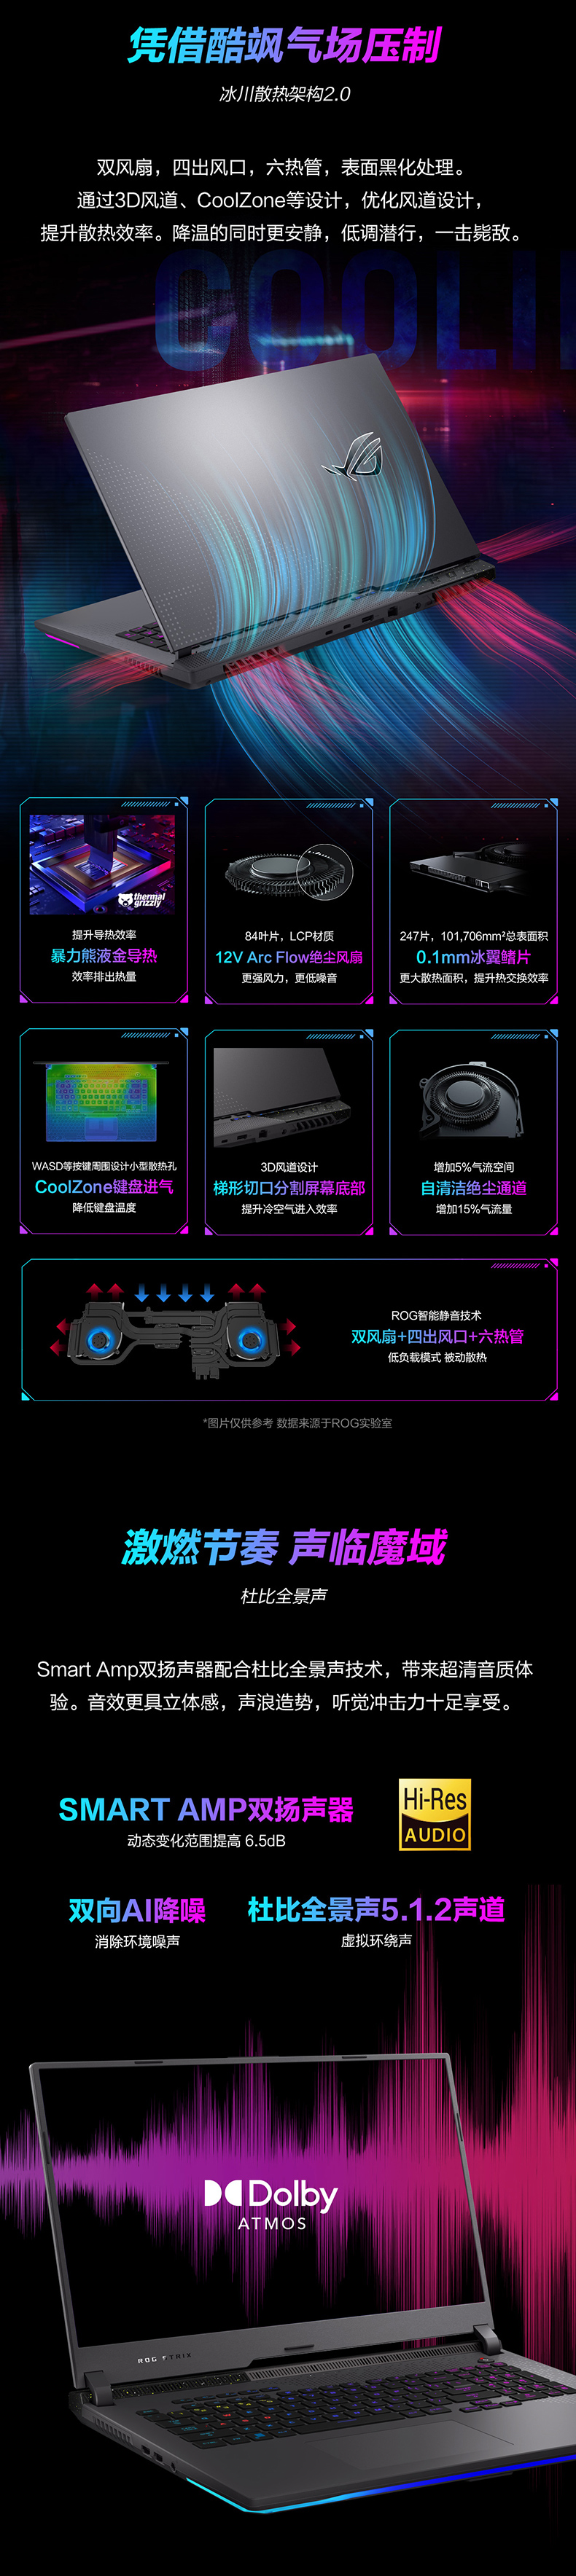 凭借酷飒气场压制
冰川散热架构2.0
双风扇，四出风口，六热管，表面黑化处理。
通过3D风道、CoolZone等设计，优化风道设计，
提升散热效率。降温的同时更安静，低调潜行，一击毙敌。
COOLI
thermal
grizzly
提升导热效率
暴力熊液金导热
效率排出热量
84叶片，LCP材质
12V Arc Flow绝尘风扇
更强风力，更低噪音
247片，101,706mm²总表面积
0.1mm冰翼鳍片
更大散热面积，提升热交换效率
WASD等按键周围设计小型散热孔
CoolZone键盘进气
降低键盘温度
3D风道设计
梯形切口分割屏幕底部
提升冷空气进入效率
增加5%气流空间
自清洁绝尘通道
增加15%气流量
ROG智能静音技术
双风扇+四出风口+六热管
低负载模式 被动散热
*图片仅供参考 数据来源于ROG实验室
激燃节奏 声临魔域
杜比全景声
Smart Amp双扬声器配合杜比全景声技术，带来超清音质体
验。音效更具立体感，声浪造势，听觉冲击力十足享受。
SMART AMP双扬声器
动态变化范围提高 6.5dB
Hi-Res
AUDIO
双向AI降噪
消除环境噪声
杜比全景声5.1.2声道
虚拟环绕声
Dolby
ATMOS
ROG STRIX